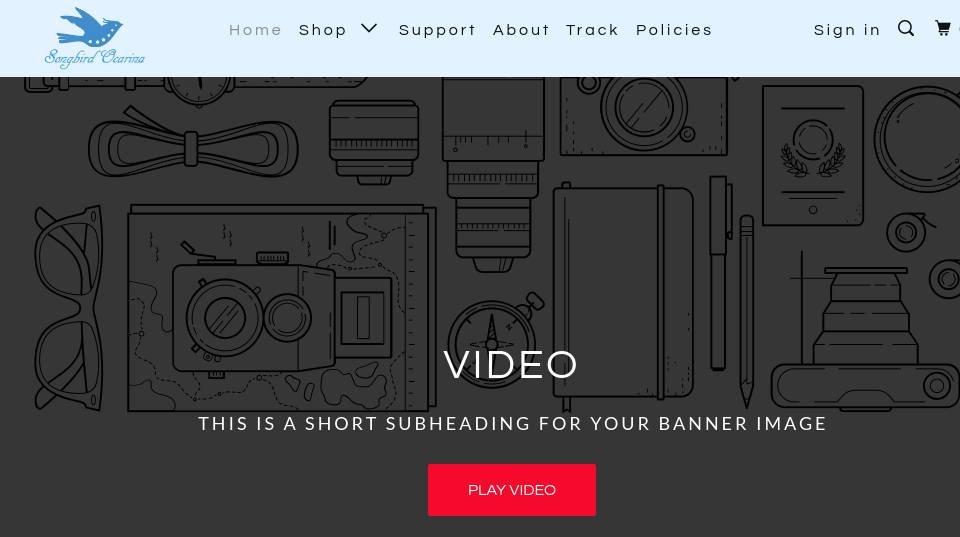 Songbird Ocarina
Home Shop Support About Track Policies Sign in
VIDEO
THIS IS A SHORT SUBHEADING FOR YOUR BANNER IMAGE
PLAY VIDEO